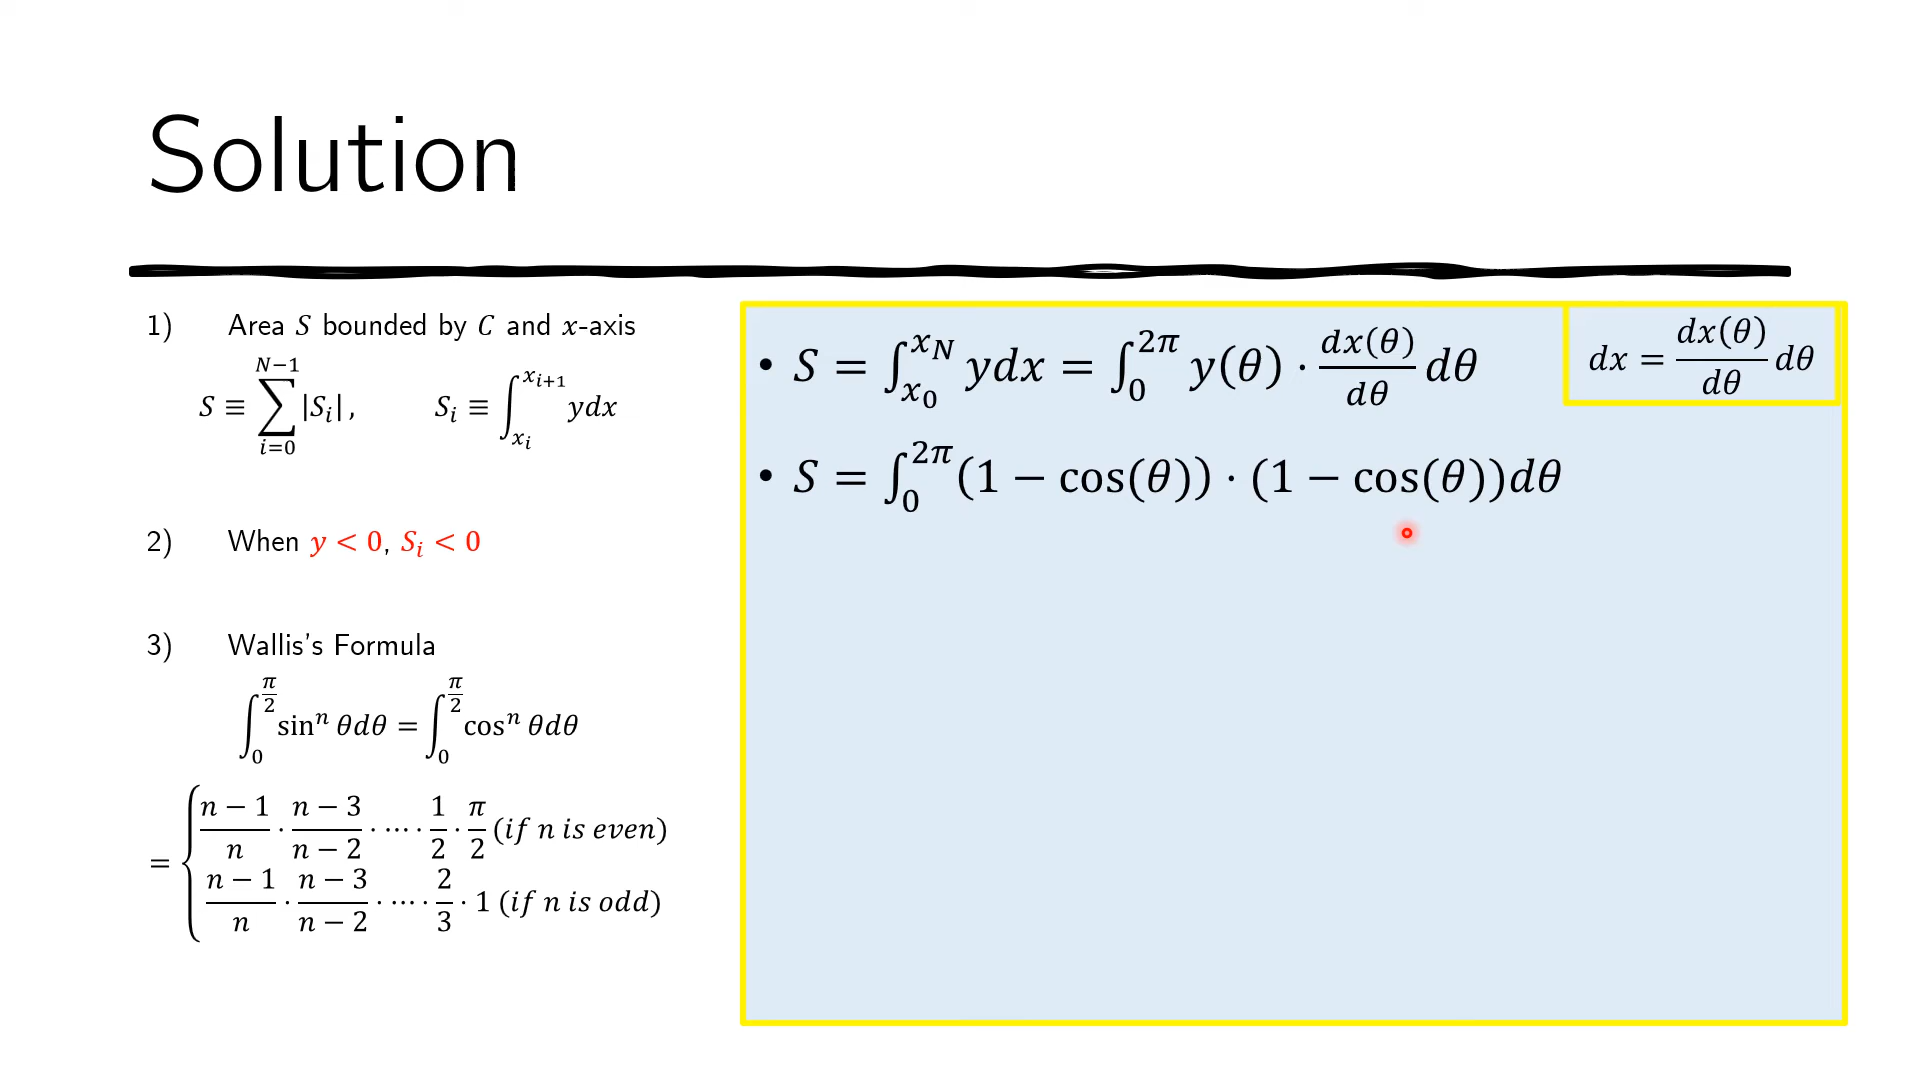 Solution
1) Area S bounded by C and x-axis
S ≡ ∑_{i=0}^{N−1} |S_i| , S_i ≡ ∫_{x_i}^{x_{i+1}} ydx
2) When y < 0, S_i < 0
3) Wallis's Formula
∫_0^{π/2} sin^n θdθ = ∫_0^{π/2} cos^n θdθ
= { (n − 1)/n · (n − 3)/(n − 2) · ⋯ · 1/2 · π/2 (if n is even)
(n − 1)/n · (n − 3)/(n − 2) · ⋯ · 2/3 · 1 (if n is odd)
• S = ∫_{x_0}^{x_N} ydx = ∫_0^{2π} y(θ) · dx(θ)/dθ dθ
dx = dx(θ)/dθ dθ
• S = ∫_0^{2π} (1 − cos(θ)) · (1 − cos(θ))dθ